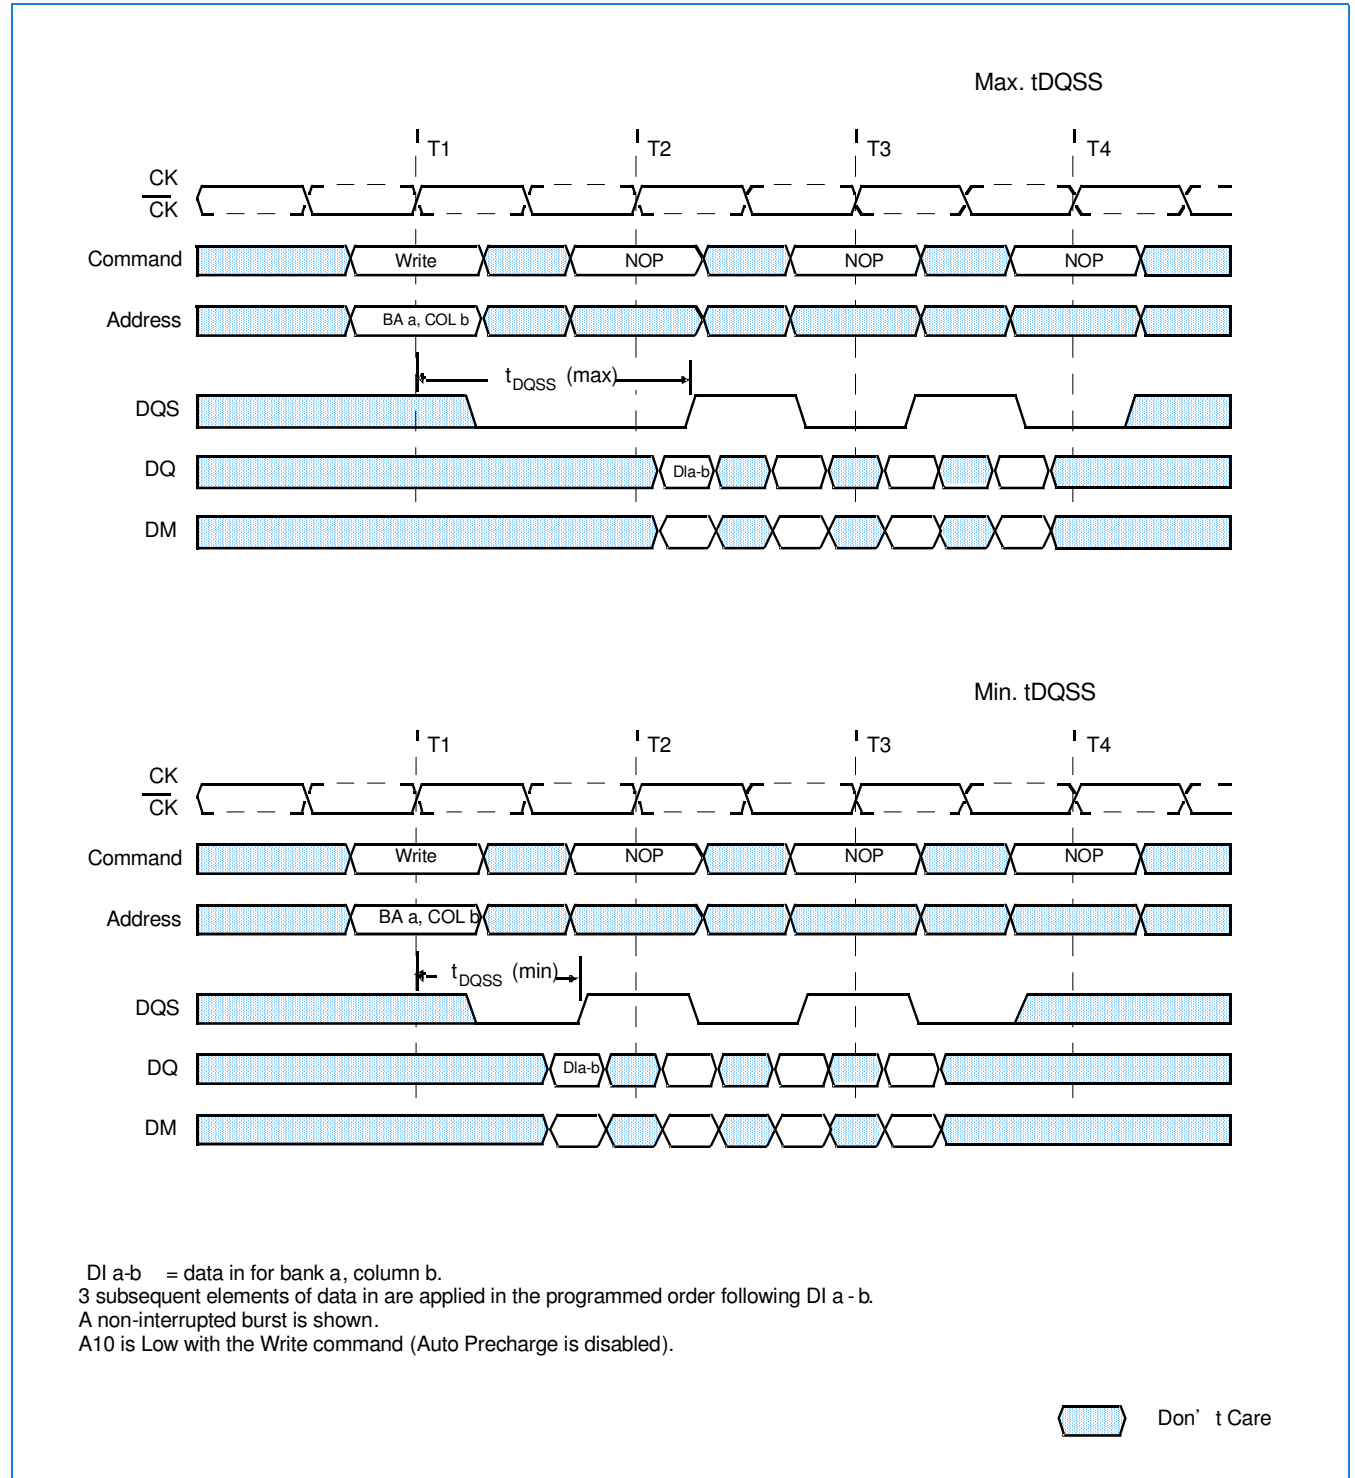 Max. tDQSS
T1 T2 T3 T4
CK
CK
Command Write NOP NOP NOP
Address BA a, COL b
tDQSS (max)
DQS
DQ DIa-b
DM
Min. tDQSS
T1 T2 T3 T4
CK
CK
Command Write NOP NOP NOP
Address BA a, COL b
tDQSS (min)
DQS
DQ DIa-b
DM
DI a-b = data in for bank a, column b.
3 subsequent elements of data in are applied in the programmed order following DI a - b.
A non-interrupted burst is shown.
A10 is Low with the Write command (Auto Precharge is disabled).
Don’ t Care